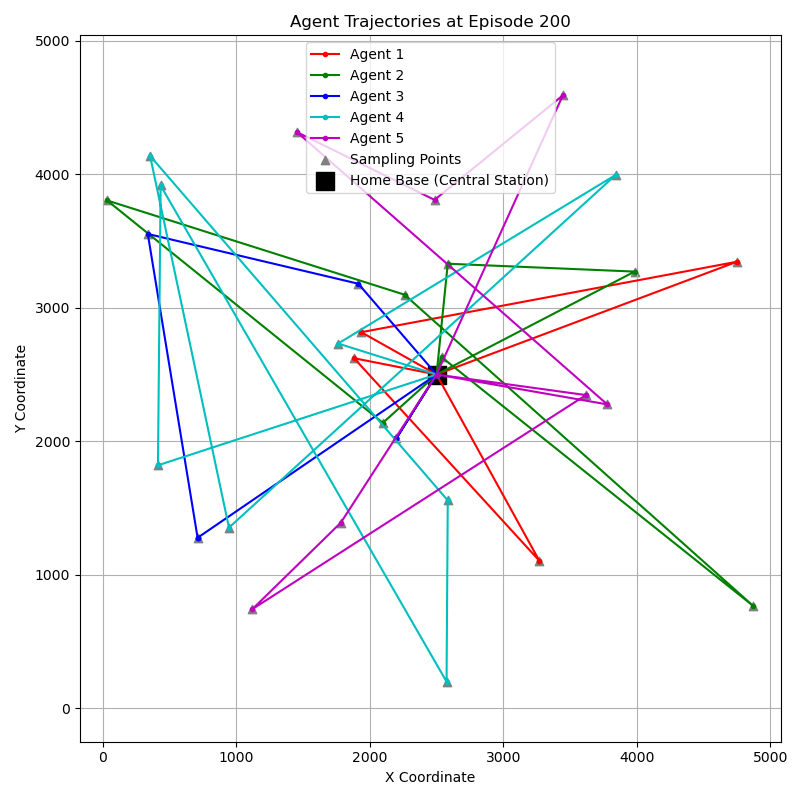 Agent Trajectories at Episode 200
Agent 1
Agent 2
Agent 3
Agent 4
Agent 5
Sampling Points
Home Base (Central Station)
5000
4000
3000
2000
1000
0
Y Coordinate
0 1000 2000 3000 4000 5000
X Coordinate